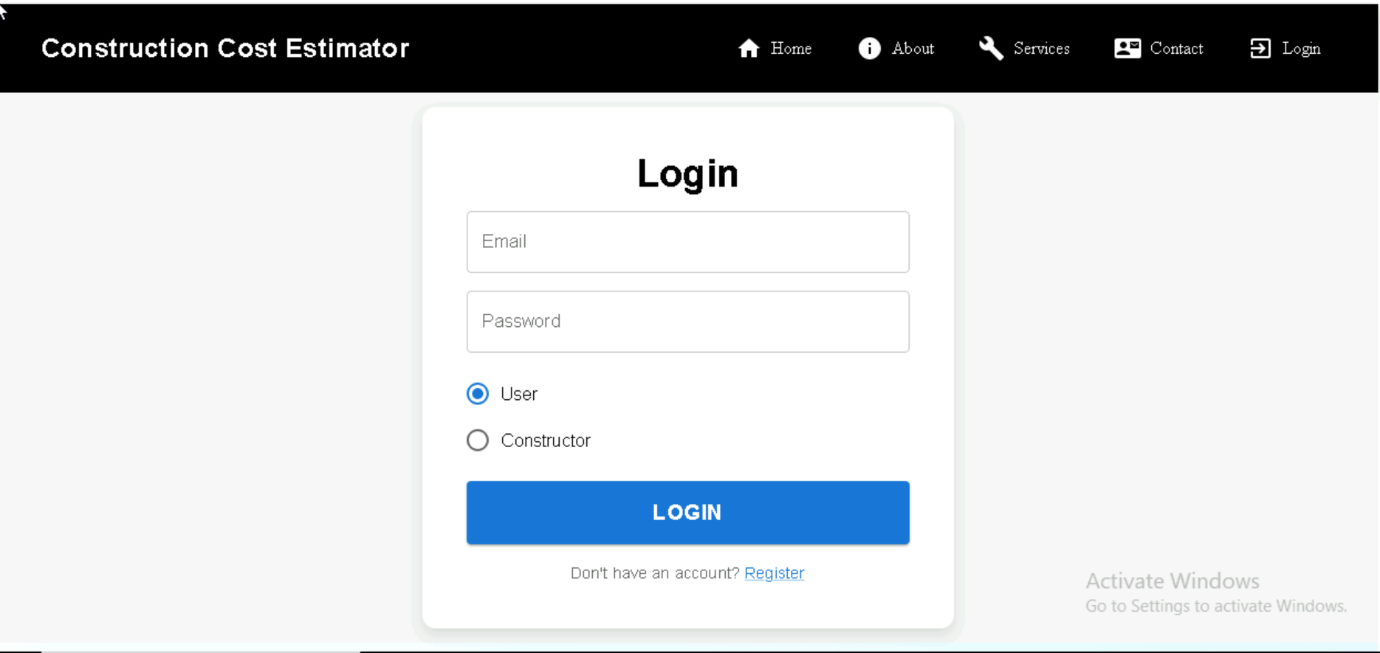 Construction Cost Estimator
Home About Services Contact Login
Login
Email
Password
User
Constructor
LOGIN
Don't have an account? Register
Activate Windows
Go to Settings to activate Windows.